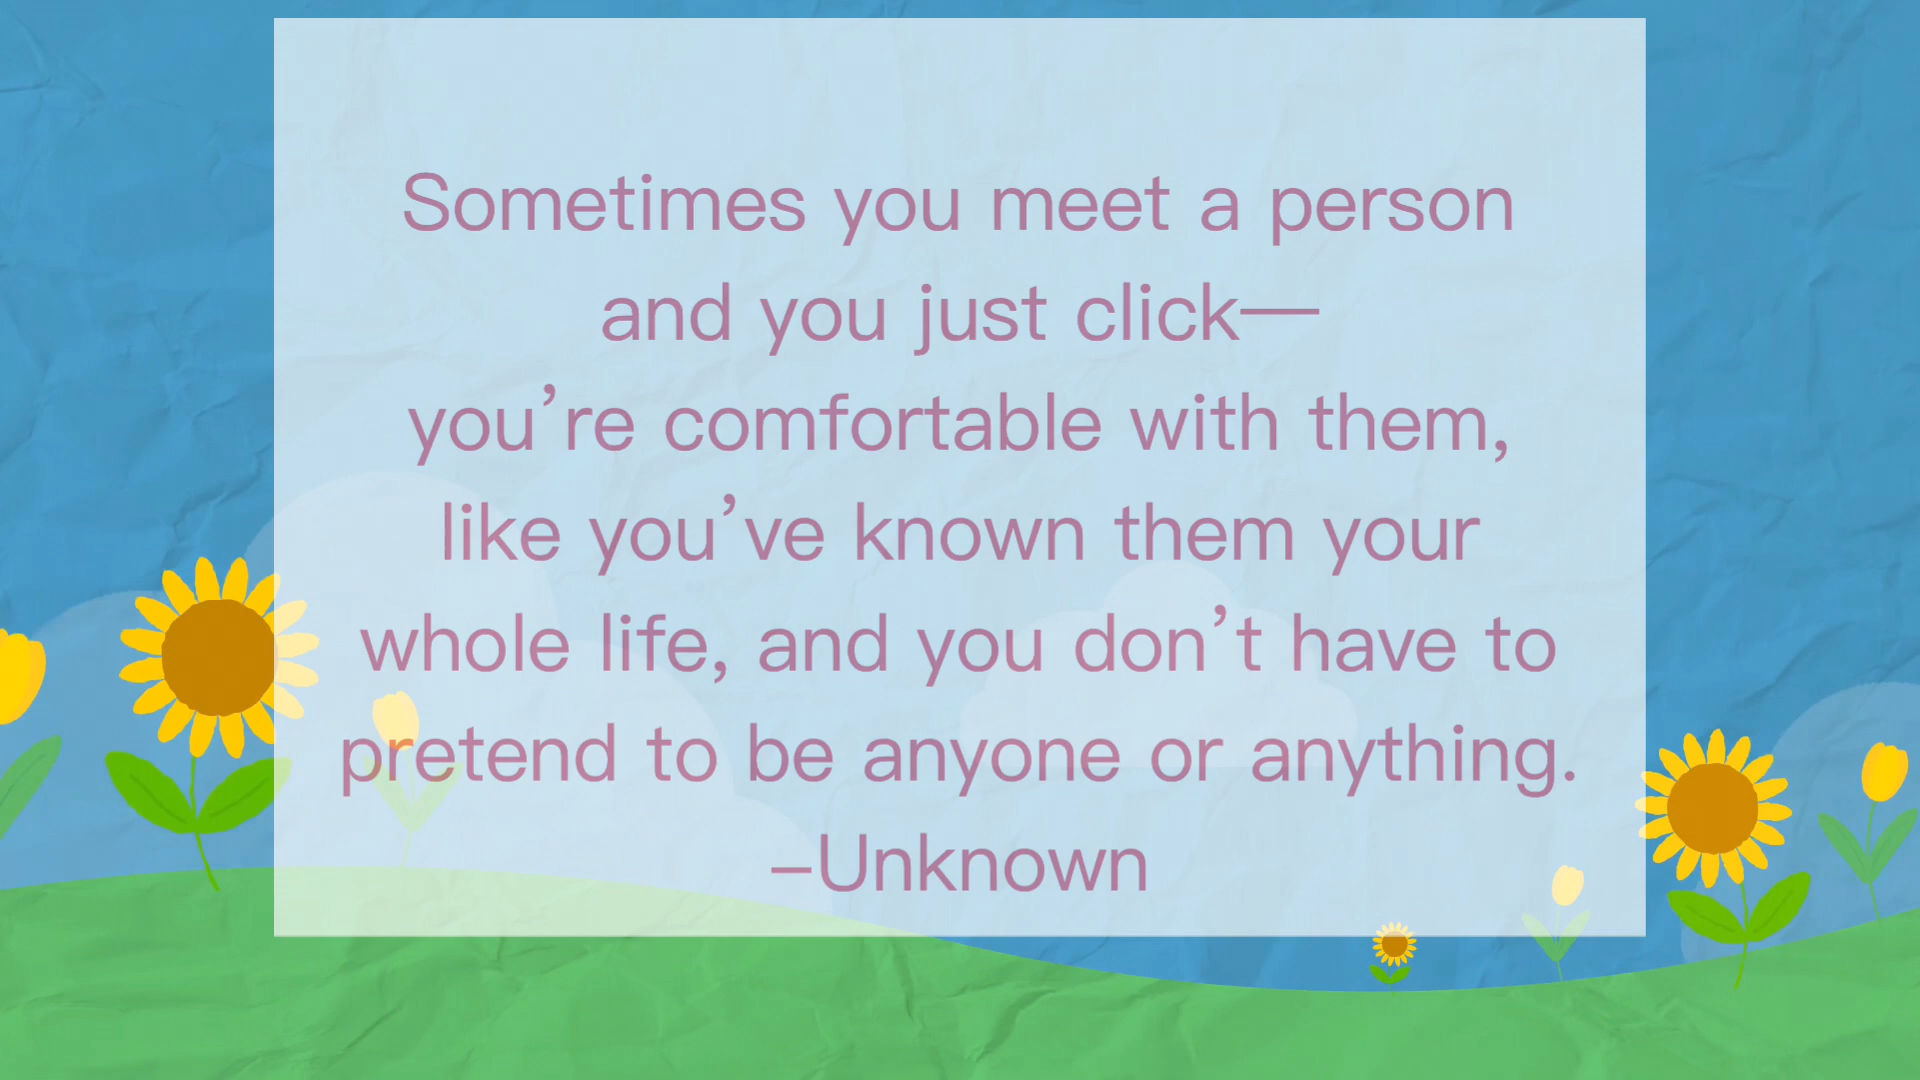 Sometimes you meet a person
and you just click—
you’re comfortable with them,
like you’ve known them your
whole life, and you don’t have to
pretend to be anyone or anything.
–Unknown